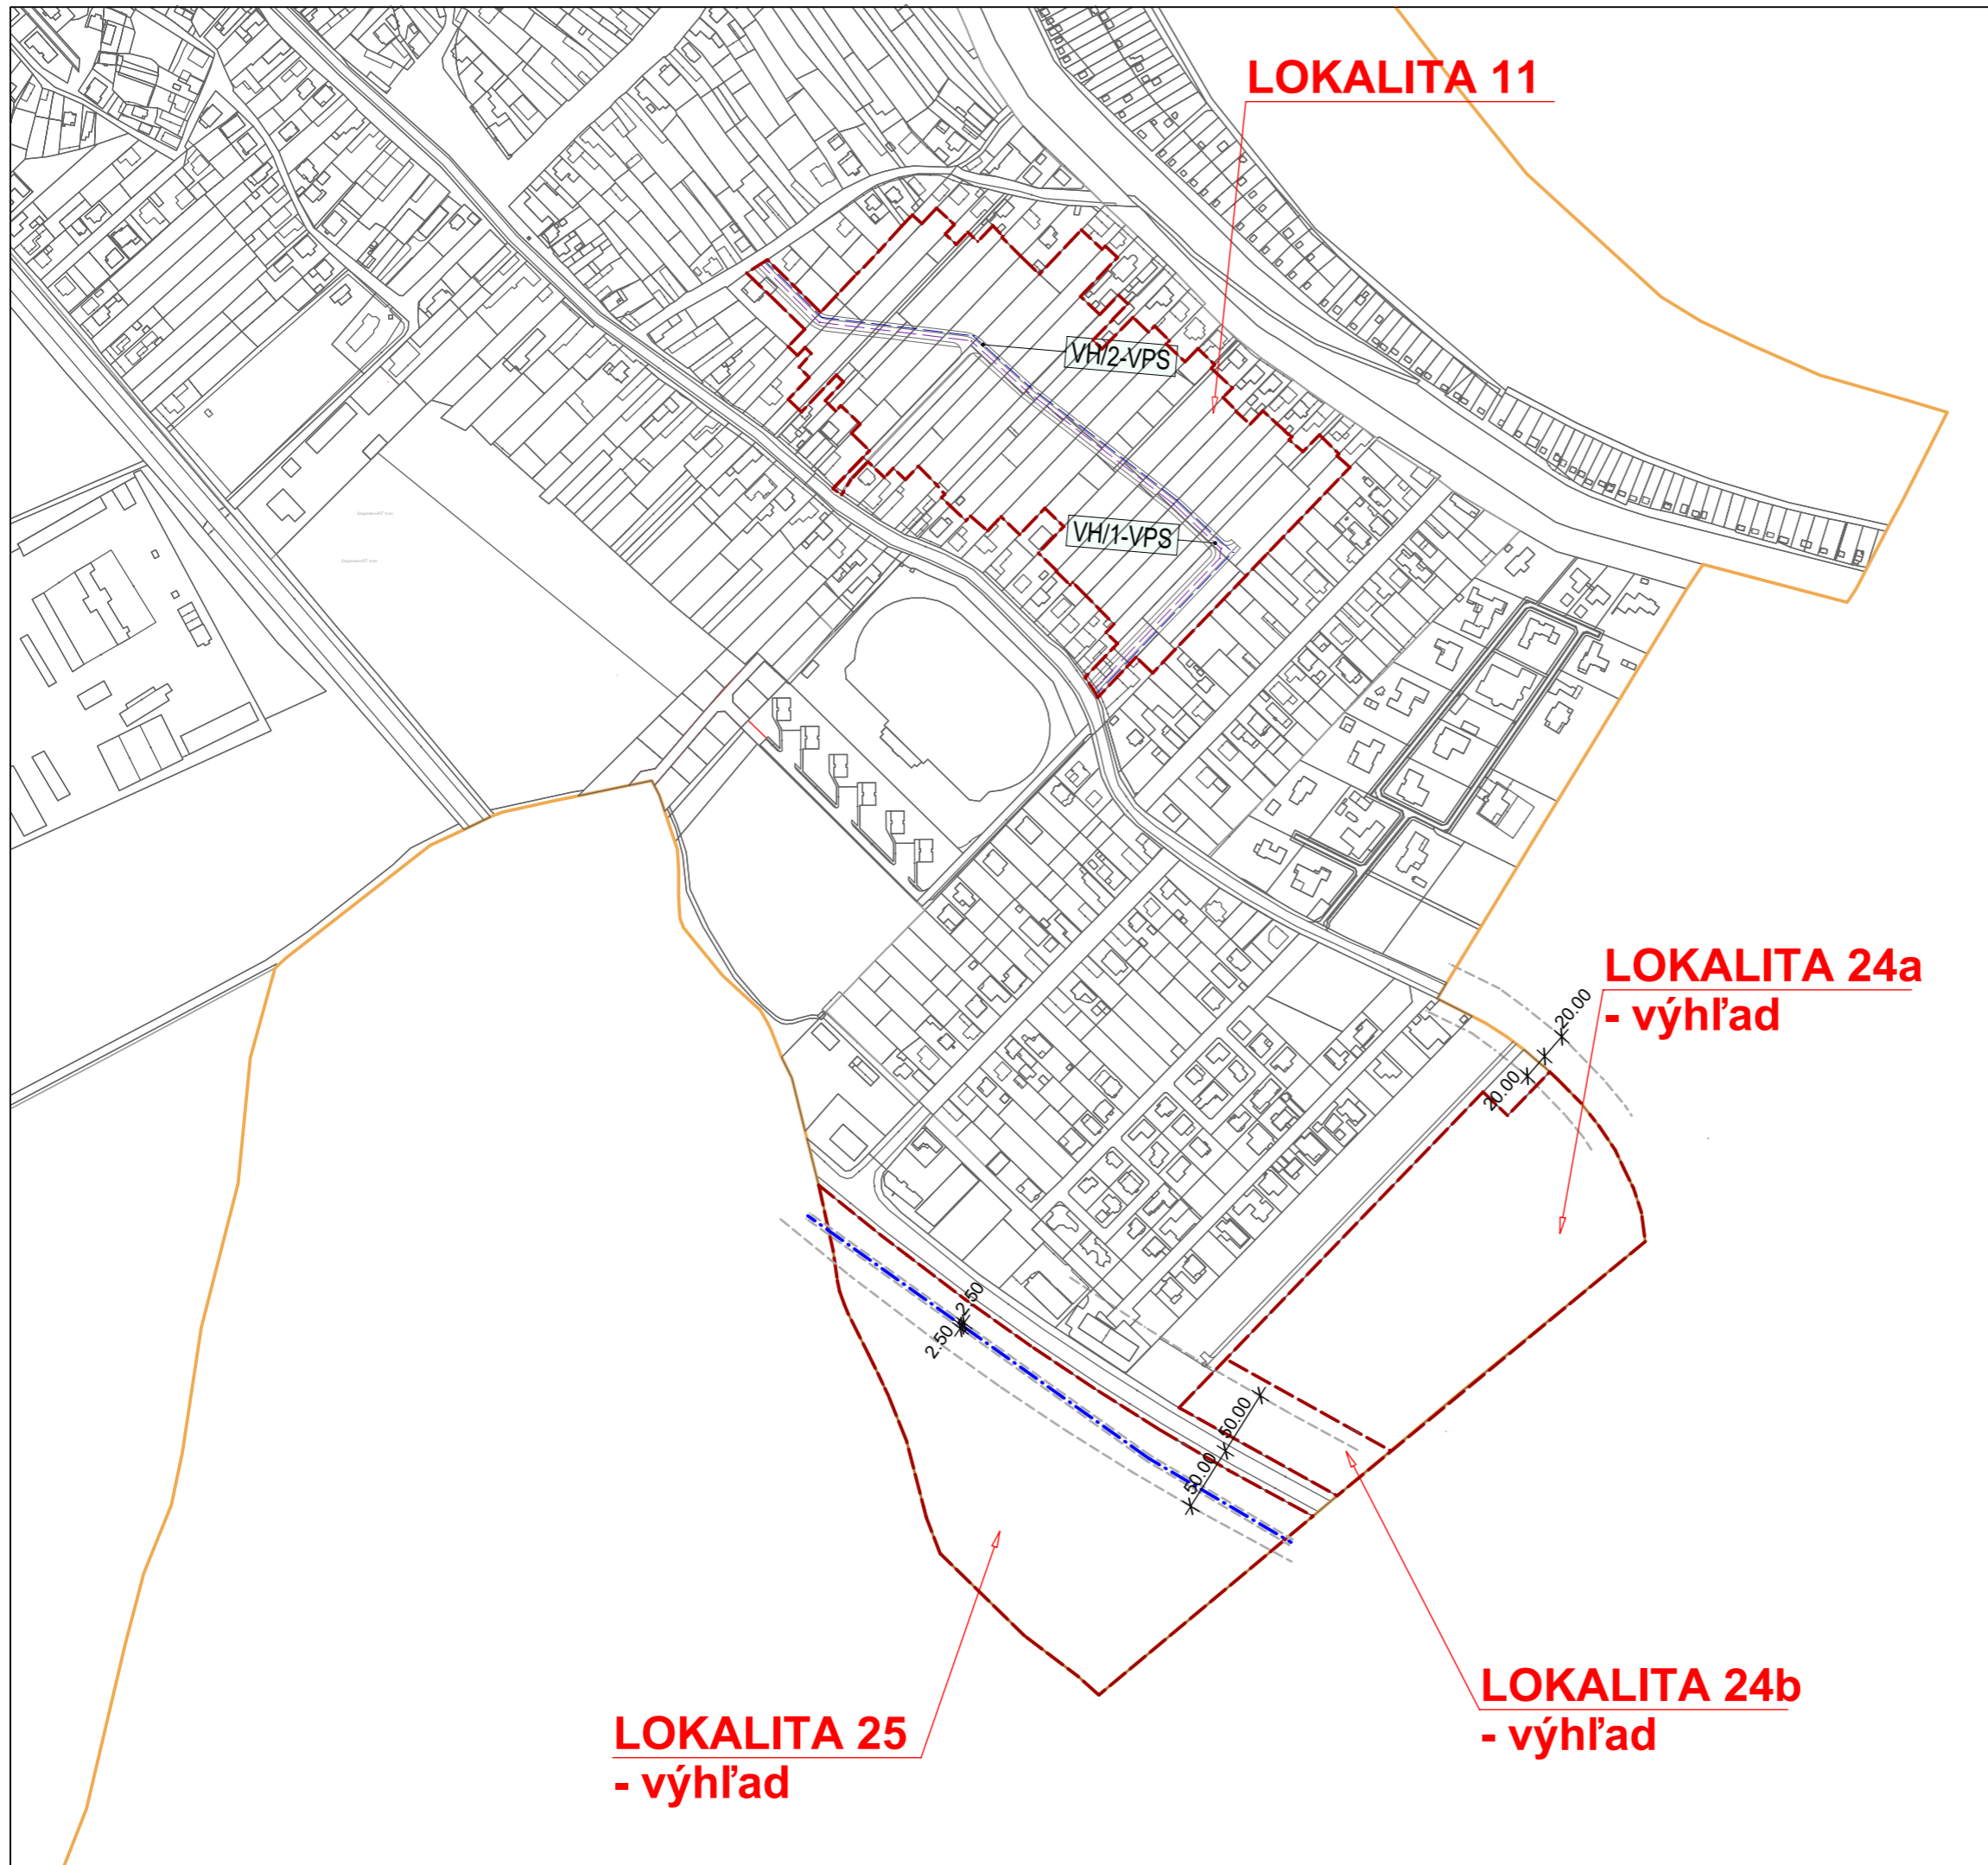 LOKALITA 11
VH/2-VPS
VH/1-VPS
LOKALITA 24a
- výhľad
20.00
20.00
2.50
2.50
50.00
50.00
LOKALITA 24b
- výhľad
LOKALITA 25
- výhľad